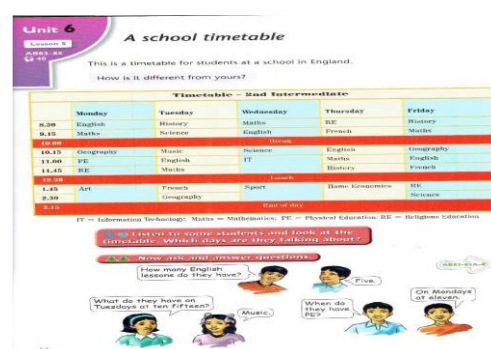 Unit 6
A school timetable
Lesson 5
AB83-85
40
This is a timetable for students at a school in England.
How is it different from yours?
Timetable – 2nd Intermediate
Monday Tuesday Wednesday Thursday Friday
8.30 English History Maths RE History
9.15 Maths Science English French Maths
10.00 Break
10.15 Geography Music Science English Geography
11.00 PE English IT Maths English
11.45 RE Maths History French
12.30 Lunch
1.45 Art French Sport Home Economics RE
2.30 Geography Science
3.15 End of day
IT = Information Technology; Maths = Mathematics; PE = Physical Education; RE = Religious Education
Listen to some students and look at the
timetable. Which days are they talking about?
Now ask and answer questions.
How many English
lessons do they have?
Five.
What do they have on
Tuesdays at ten fifteen?
Music.
When do
they have
PE?
On Mondays
at eleven.